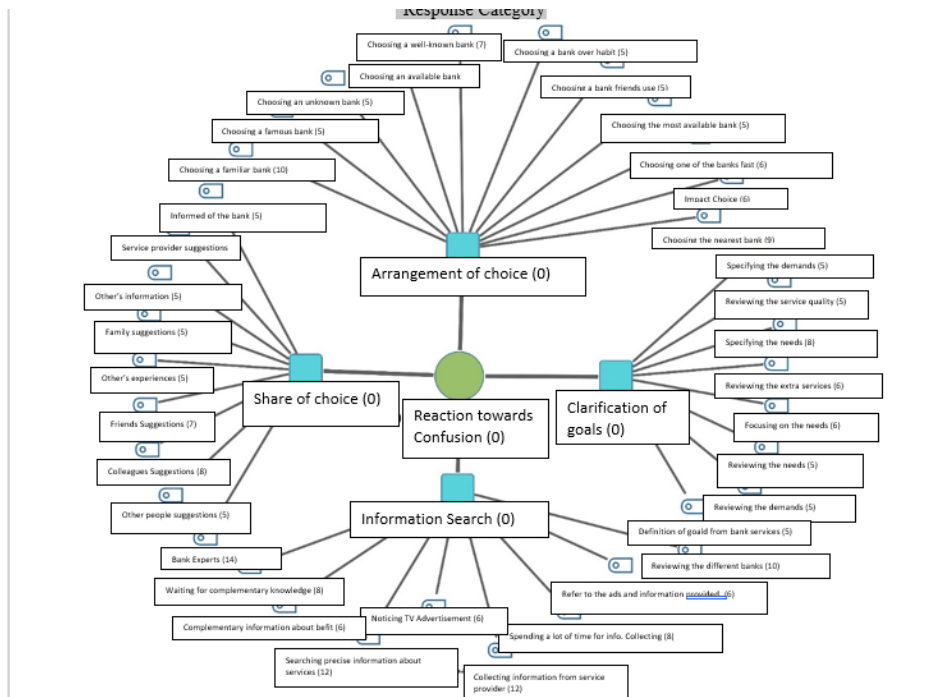 Response Category
Choosing a well-known bank (7)
Choosing a bank over habit (5)
Choosing an available bank
Choosing a bank friends use (5)
Choosing an unknown bank (5)
Choosing a famous bank (5)
Choosing the most available bank (5)
Choosing a familiar bank (10)
Choosing one of the banks fast (6)
Impact Choice (6)
Informed of the bank (5)
Choosing the nearest bank (9)
Service provider suggestions
Arrangement of choice (0)
Specifying the demands (5)
Other's information (5)
Reviewing the service quality (5)
Family suggestions (5)
Specifying the needs (8)
Other's experiences (5)
Reviewing the extra services (6)
Share of choice (0)
Reaction towards
Confusion (0)
Clarification of
goals (0)
Friends Suggestions (7)
Focusing on the needs (6)
Colleagues Suggestions (8)
Reviewing the needs (5)
Other people suggestions (5)
Information Search (0)
Reviewing the demands (5)
Definition of goald from bank services (5)
Bank Experts (14)
Reviewing the different banks (10)
Waiting for complementary knowledge (8)
Refer to the ads and information provided (6)
Complementary information about befit (6)
Noticing TV Advertisement (6)
Spending a lot of time for info. Collecting (8)
Searching precise information about
services (12)
Collecting information from service
provider (12)